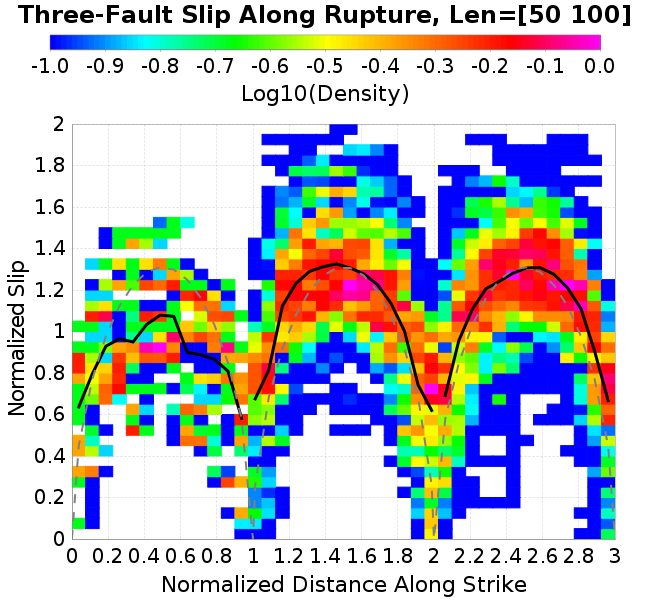 Three-Fault Slip Along Rupture, Len=[50 100]
-1.0 -0.9 -0.8 -0.7 -0.6 -0.5 -0.4 -0.3 -0.2 -0.1 0.0
Log10(Density)
2
1.8
1.6
1.4
1.2
1
0.8
0.6
0.4
0.2
0
Normalized Slip
0 0.2 0.4 0.6 0.8 1 1.2 1.4 1.6 1.8 2 2.2 2.4 2.6 2.8 3
Normalized Distance Along Strike